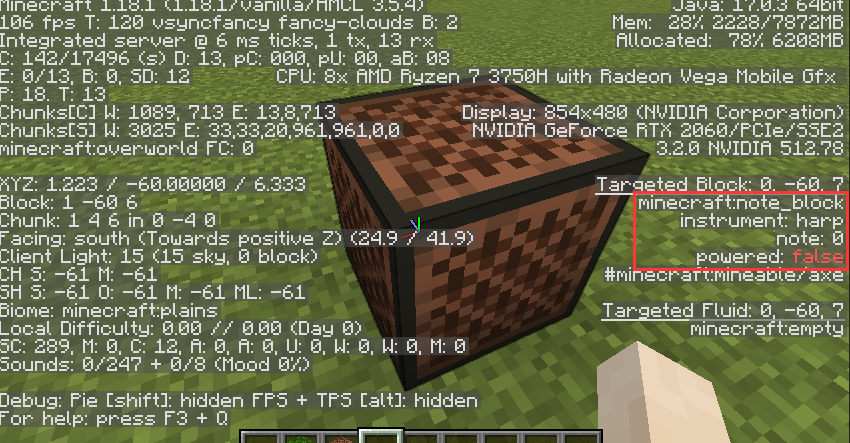 Minecraft 1.18.1 (1.18.1/vanilla/HMCL 3.5.4)
106 fps T: 120 vsyncfancy fancy-clouds B: 2
Integrated server @ 6 ms ticks, 1 tx, 13 rx
C: 142/17496 (s) D: 13, pC: 000, pU: 00, aB: 08
E: 0/13, B: 0, SD: 12
P: 18. T: 13
Chunks[C] W: 1089, 713 E: 13,8,713
Chunks[S] W: 3025 E: 33,33,20,961,961,0,0
minecraft:overworld FC: 0
XYZ: 1.223 / -60.00000 / 6.333
Block: 1 -60 6
Chunk: 1 4 6 in 0 -4 0
Facing: south (Towards positive Z) (24.9 / 41.9)
Client Light: 15 (15 sky, 0 block)
CH S: -61 M: -61
SH S: -61 O: -61 M: -61 ML: -61
Biome: minecraft:plains
Local Difficulty: 0.00 // 0.00 (Day 0)
SC: 289, M: 0, C: 12, A: 0, A: 0, U: 0, W: 0, W: 0, M: 0
Sounds: 0/247 + 0/8 (Mood 0%)
Debug: Pie [shift]: hidden FPS + TPS [alt]: hidden
For help: press F3 + Q
Java: 17.0.3 64bit
Mem: 28% 2228/7872MB
Allocated: 78% 6208MB
CPU: 8x AMD Ryzen 7 3750H with Radeon Vega Mobile Gfx
Display: 854x480 (NVIDIA Corporation)
NVIDIA GeForce RTX 2060/PCIe/SSE2
3.2.0 NVIDIA 512.78
Targeted Block: 0, -60, 7
minecraft:note_block
instrument: harp
note: 0
powered: false
#minecraft:mineable/axe
Targeted Fluid: 0, -60, 7
minecraft:empty